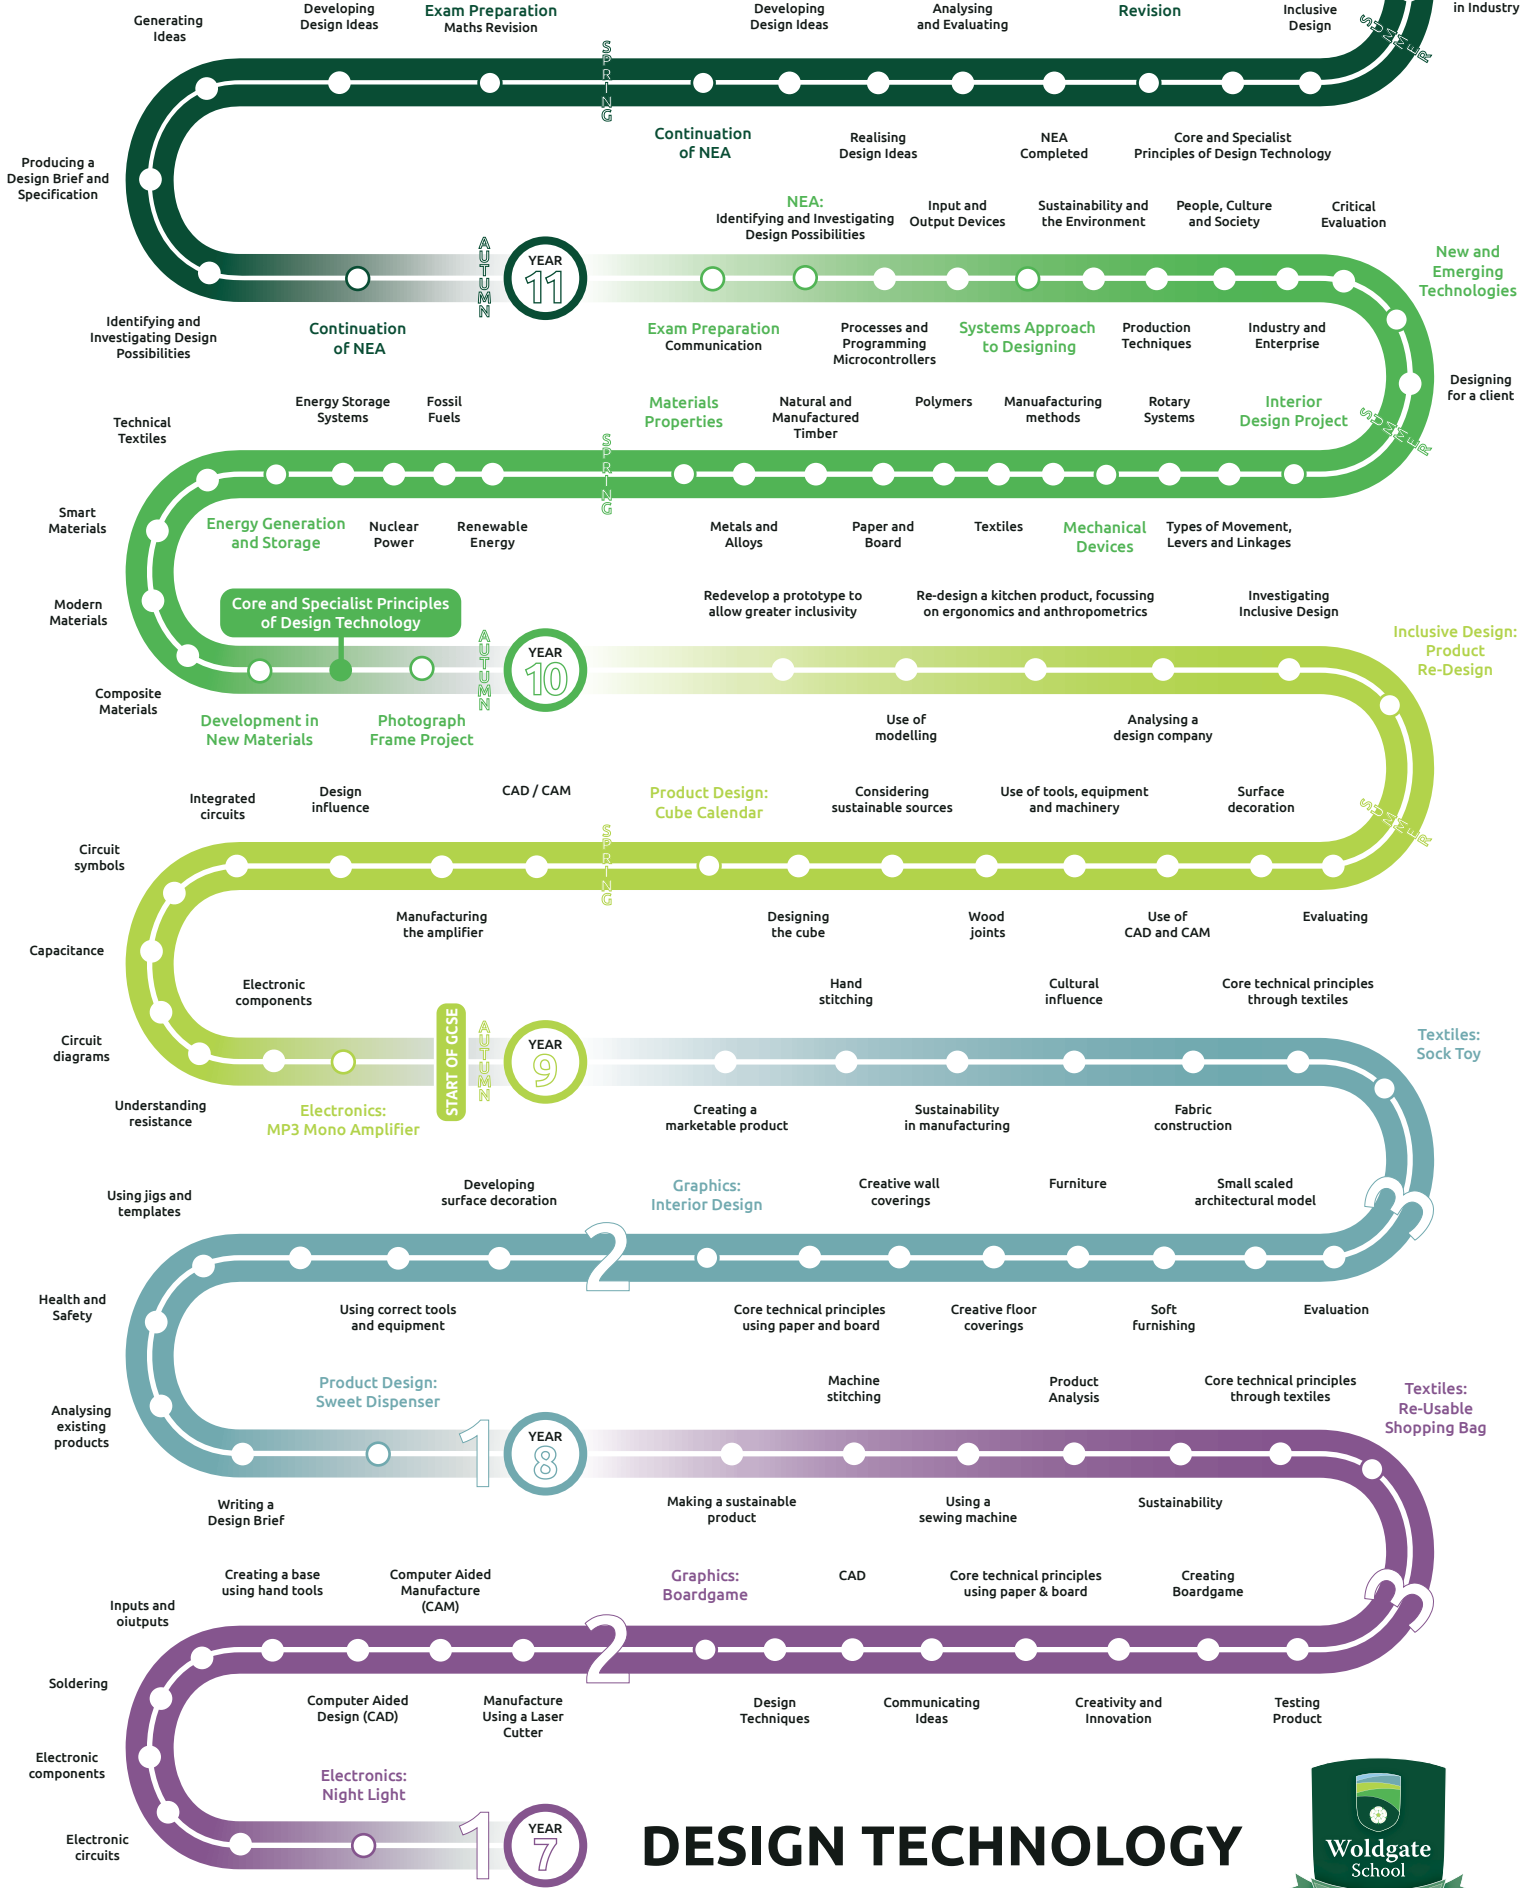 Generating
Ideas
Developing
Design Ideas
Exam Preparation
Maths Revision
Developing
Design Ideas
Analysing
and Evaluating
Revision
Inclusive
Design
in Industry
SUMMER
SPRING
Continuation
of NEA
Realising
Design Ideas
NEA
Completed
Core and Specialist
Principles of Design Technology
Producing a
Design Brief and
Specification
NEA:
Identifying and Investigating
Design Possibilities
Input and
Output Devices
Sustainability and
the Environment
People, Culture
and Society
Critical
Evaluation
New and
Emerging
Technologies
AUTUMN
YEAR
11
Identifying and
Investigating Design
Possibilities
Continuation
of NEA
Exam Preparation
Communication
Processes and
Programming
Microcontrollers
Systems Approach
to Designing
Production
Techniques
Industry and
Enterprise
Designing
for a client
Technical
Textiles
Energy Storage
Systems
Fossil
Fuels
Materials
Properties
Natural and
Manufactured
Timber
Polymers
Manuafacturing
methods
Rotary
Systems
Interior
Design Project
SUMMER
SPRING
Smart
Materials
Energy Generation
and Storage
Nuclear
Power
Renewable
Energy
Metals and
Alloys
Paper and
Board
Textiles
Mechanical
Devices
Types of Movement,
Levers and Linkages
Modern
Materials
Core and Specialist Principles
of Design Technology
Redevelop a prototype to
allow greater inclusivity
Re-design a kitchen product, focussing
on ergonomics and anthropometrics
Investigating
Inclusive Design
Inclusive Design:
Product
Re-Design
AUTUMN
YEAR
10
Composite
Materials
Development in
New Materials
Photograph
Frame Project
Use of
modelling
Analysing a
design company
Integrated
circuits
Design
influence
CAD / CAM
Product Design:
Cube Calendar
Considering
sustainable sources
Use of tools, equipment
and machinery
Surface
decoration
SUMMER
SPRING
Circuit
symbols
Manufacturing
the amplifier
Designing
the cube
Wood
joints
Use of
CAD and CAM
Evaluating
Capacitance
Electronic
components
Hand
stitching
Cultural
influence
Core technical principles
through textiles
Textiles:
Sock Toy
Circuit
diagrams
START OF GCSE
AUTUMN
YEAR
9
Understanding
resistance
Electronics:
MP3 Mono Amplifier
Creating a
marketable product
Sustainability
in manufacturing
Fabric
construction
Using jigs and
templates
Developing
surface decoration
Graphics:
Interior Design
Creative wall
coverings
Furniture
Small scaled
architectural model
3
2
Health and
Safety
Using correct tools
and equipment
Core technical principles
using paper and board
Creative floor
coverings
Soft
furnishing
Evaluation
Product Design:
Sweet Dispenser
Machine
stitching
Product
Analysis
Core technical principles
through textiles
Textiles:
Re-Usable
Shopping Bag
Analysing
existing
products
1
YEAR
8
Writing a
Design Brief
Making a sustainable
product
Using a
sewing machine
Sustainability
Creating a base
using hand tools
Computer Aided
Manufacture
(CAM)
Graphics:
Boardgame
CAD
Core technical principles
using paper & board
Creating
Boardgame
3
Inputs and
oiutputs
2
Soldering
Computer Aided
Design (CAD)
Manufacture
Using a Laser
Cutter
Design
Techniques
Communicating
Ideas
Creativity and
Innovation
Testing
Product
Electronic
components
Electronics:
Night Light
Electronic
circuits
1
YEAR
7
DESIGN TECHNOLOGY
Woldgate
School